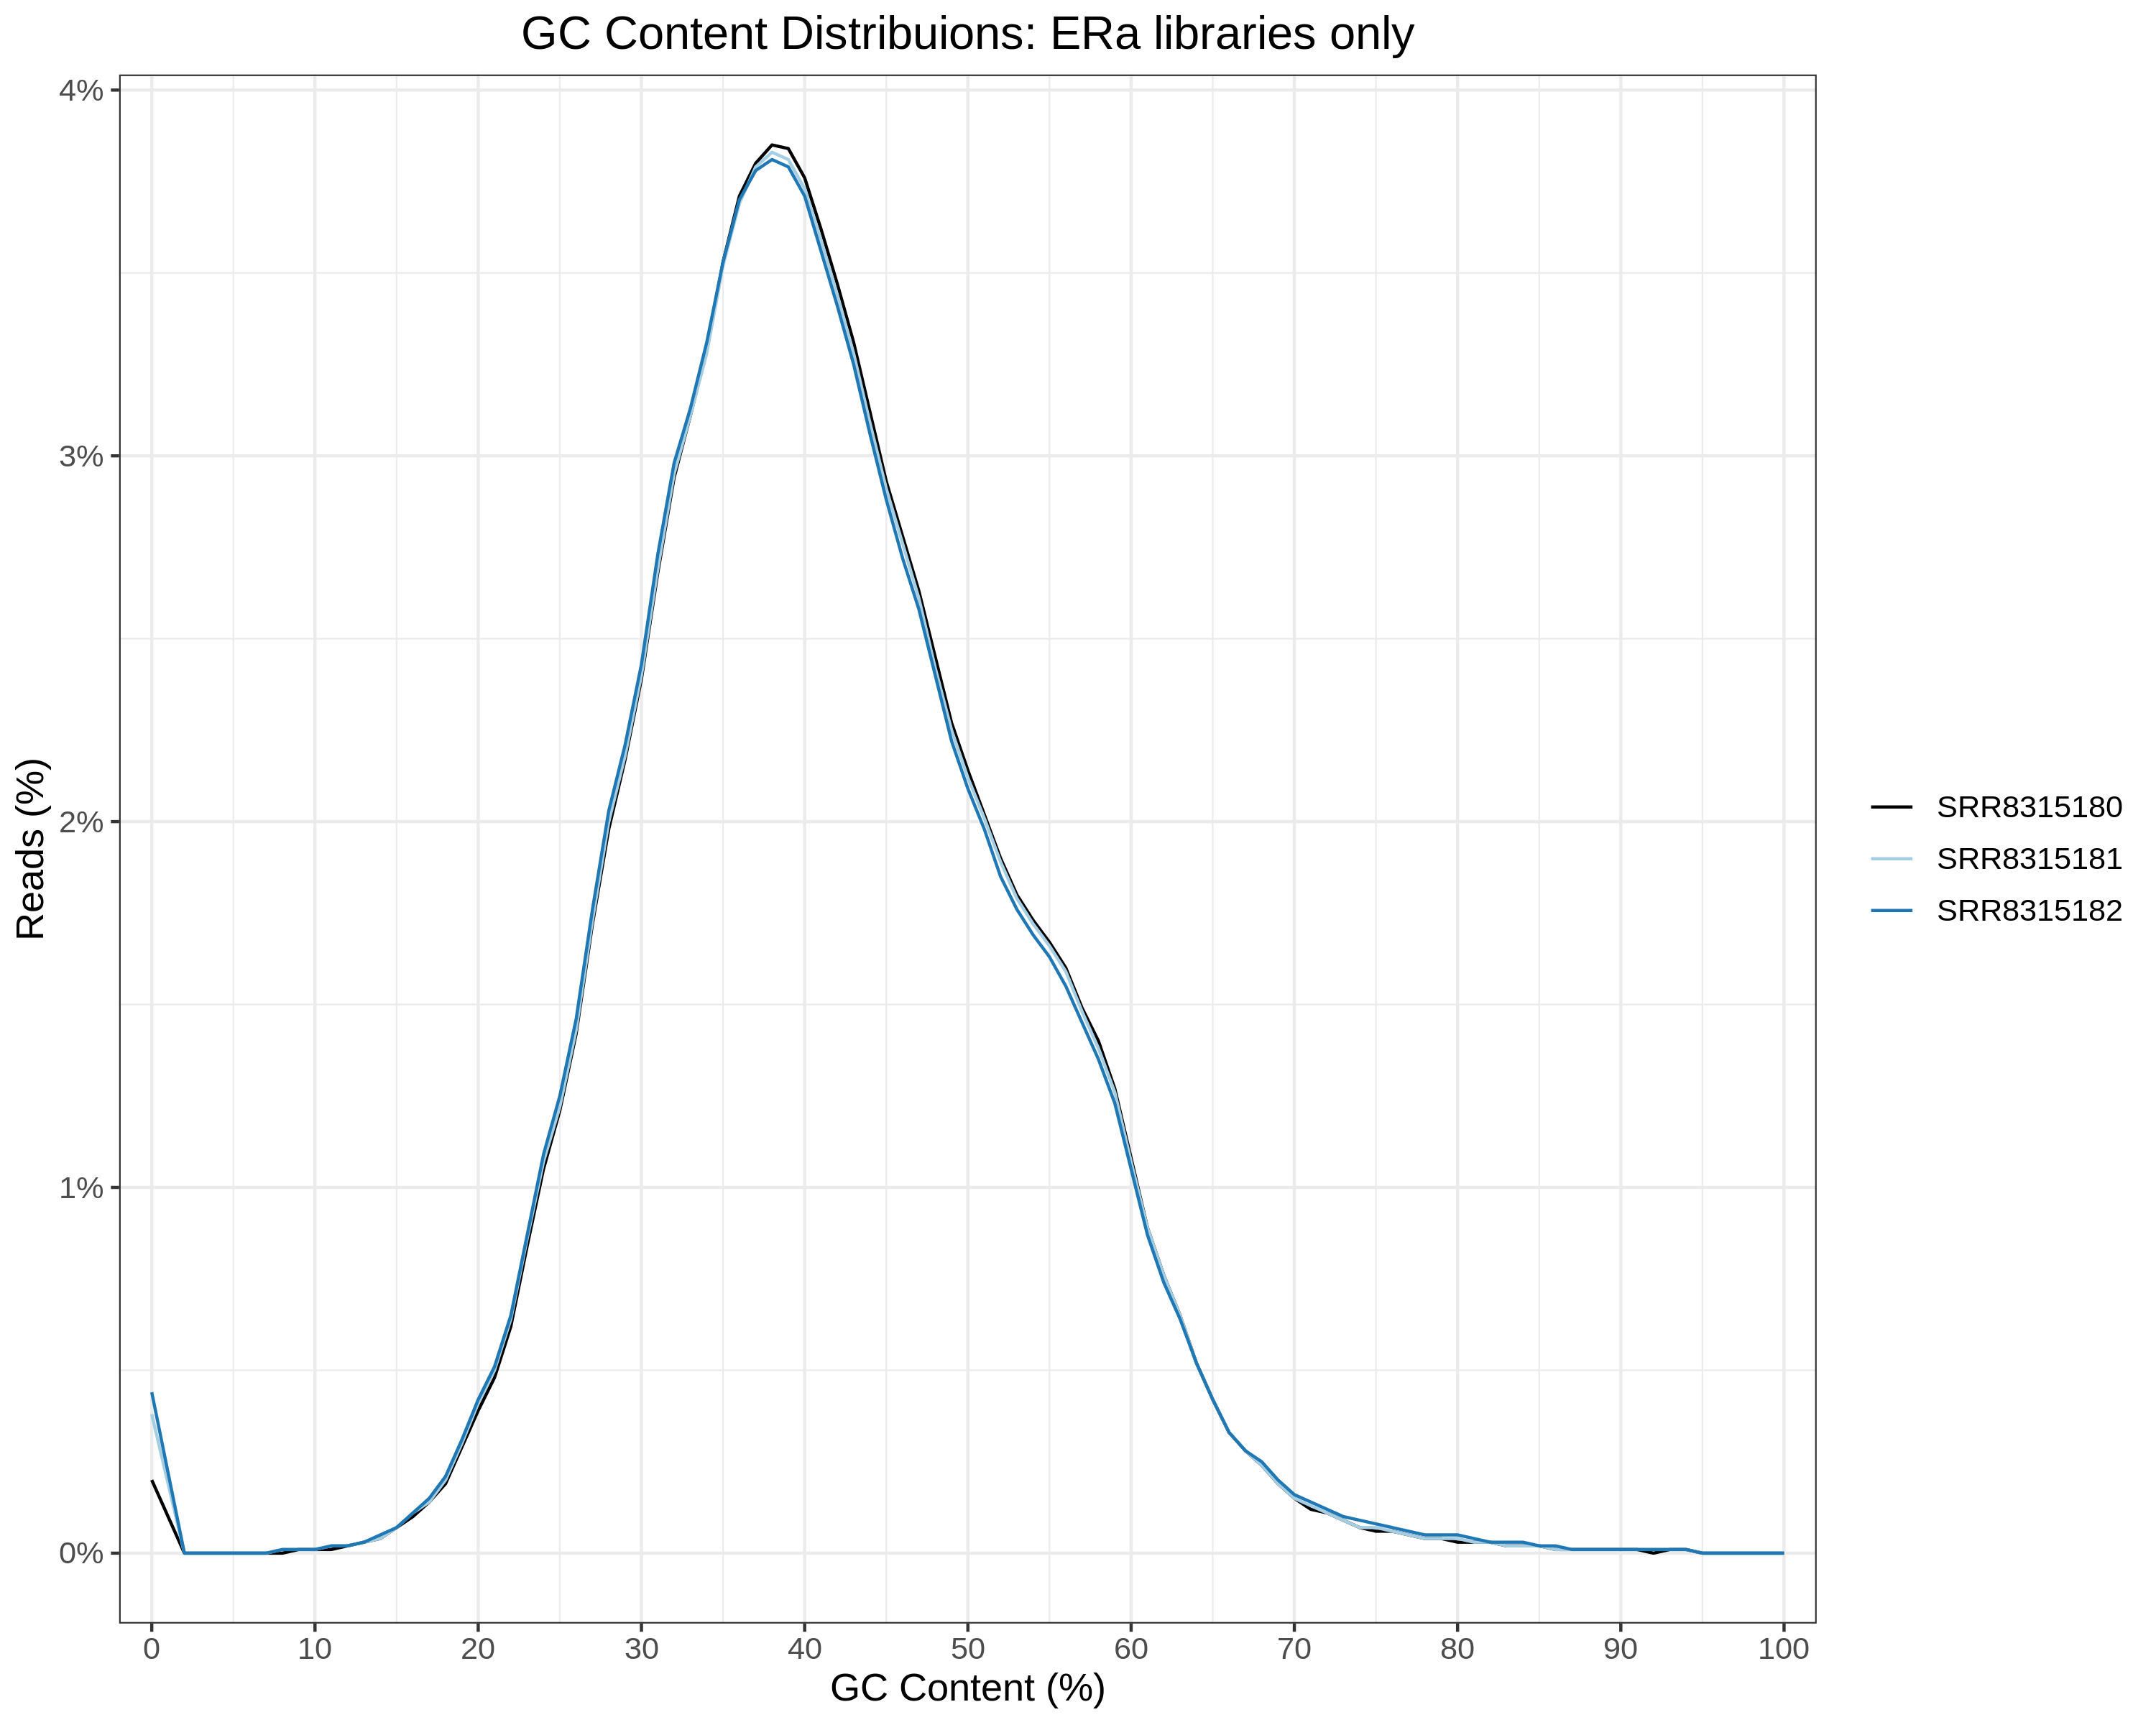 GC Content Distribuions: ERa libraries only
4%
3%
2%
1%
0%
Reads (%)
0 10 20 30 40 50 60 70 80 90 100
GC Content (%)
SRR8315180
SRR8315181
SRR8315182